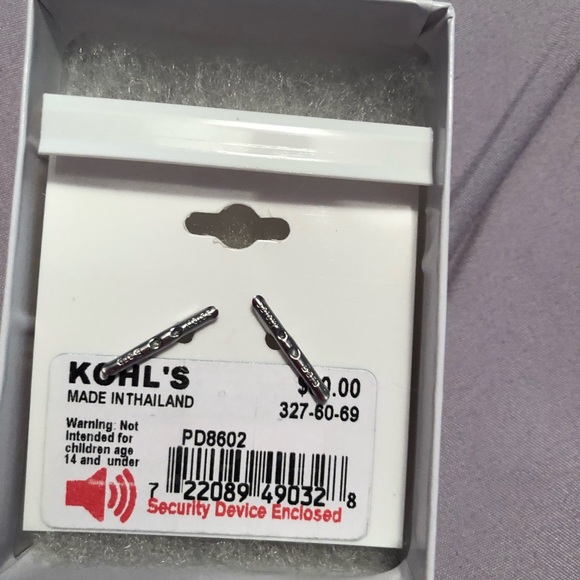 KOHL'S
MADE IN THAILAND
.00
327-60-69
Warning: Not
intended for
children age
14 and under
PD8602
7 22089 49032 8
Security Device Enclosed